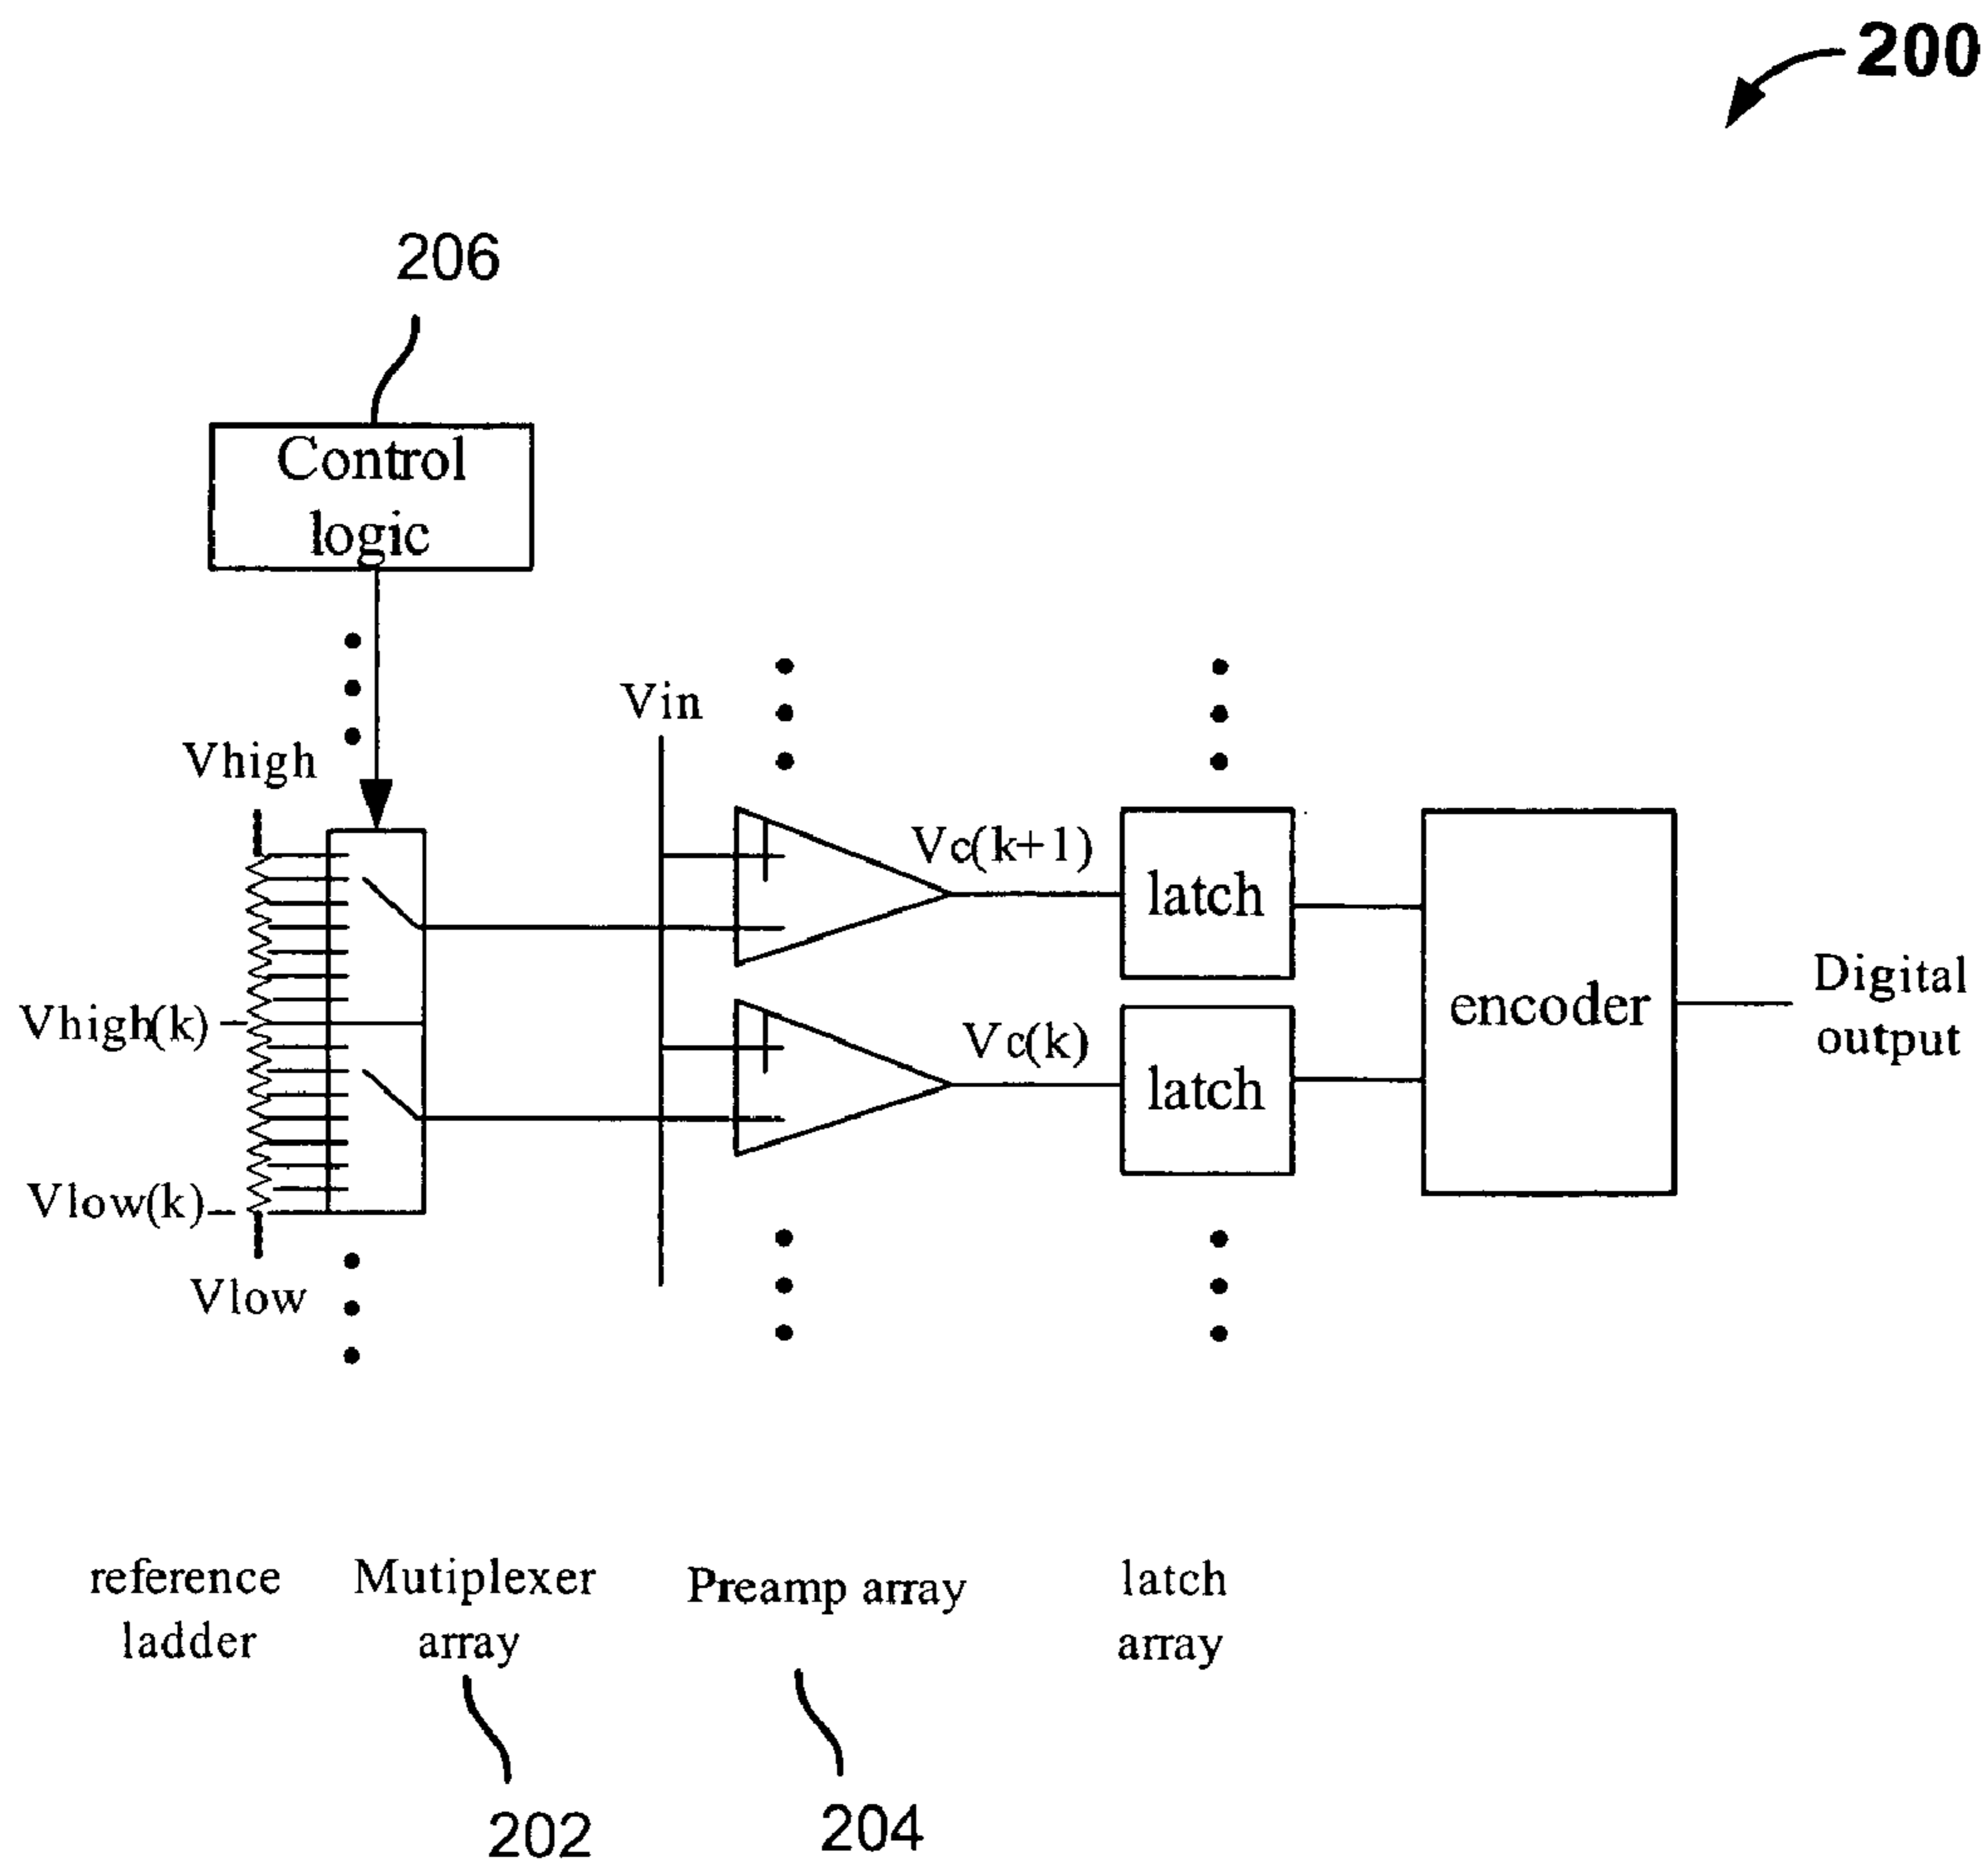 200
206
Control
logic
Vin
Vhigh
Vc(k+1)
latch
Digital
output
encoder
Vhigh(k)
Vc(k)
latch
Vlow(k)
Vlow
reference
ladder
Mutiplexer
array
Preamp array
latch
array
202
204